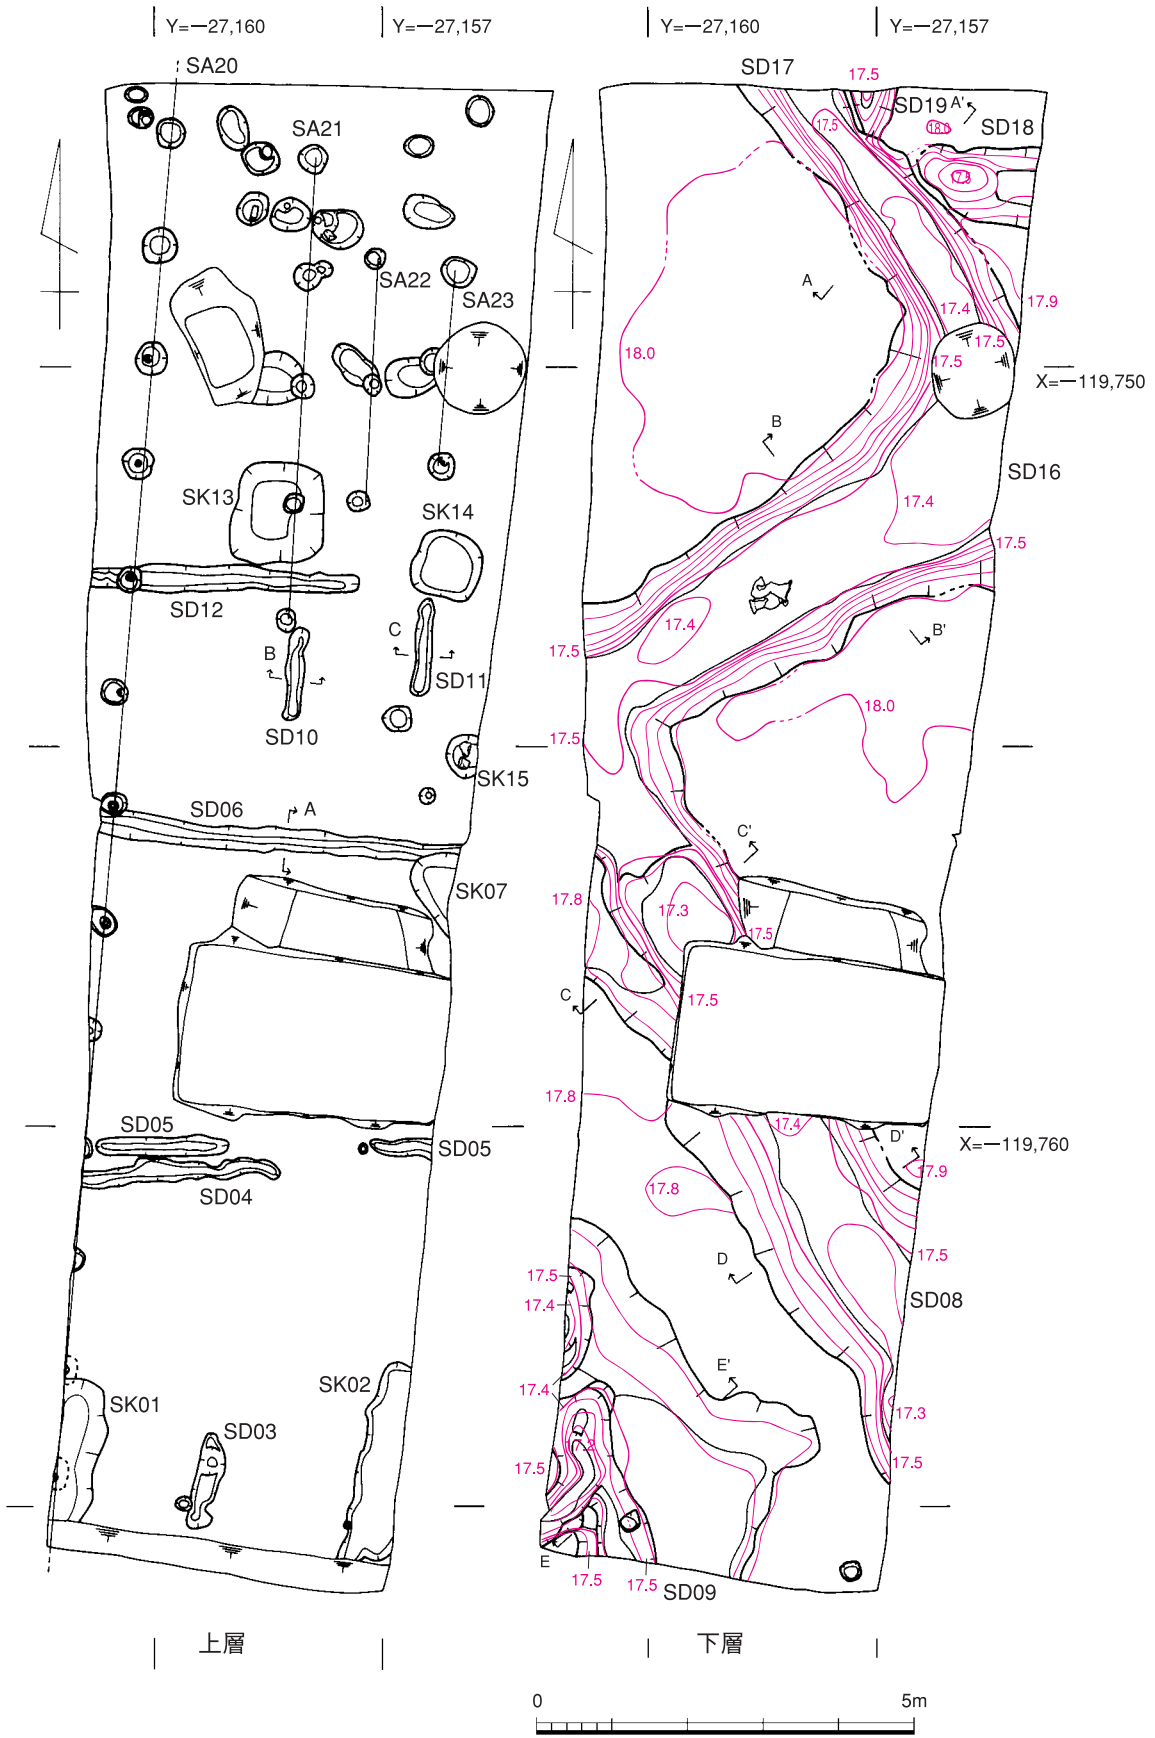 Y=−27,160
Y=−27,157
Y=−27,160
Y=−27,157
SA20
SA21
SA22
SA23
SK13
SK14
SD12
C
B
SD11
SD10
SK15
SD06
A
SK07
SD05
SD05
SD04
SK01
SK02
SD03
上層
SD17
17.5
SD19
A'
17.5
18.0
SD18
17.5
A
17.4
17.9
18.0
17.5
17.5
X=−119,750
B
SD16
17.4
17.5
17.4
B'
17.5
18.0
17.5
C'
17.8
17.3
17.5
C
17.5
17.8
17.4
D'
X=−119,760
17.9
17.8
17.5
D
17.5
17.4
SD08
E'
17.4
17.3
17.2
17.5
17.5
E
17.5
17.5
SD09
下層
0
5m